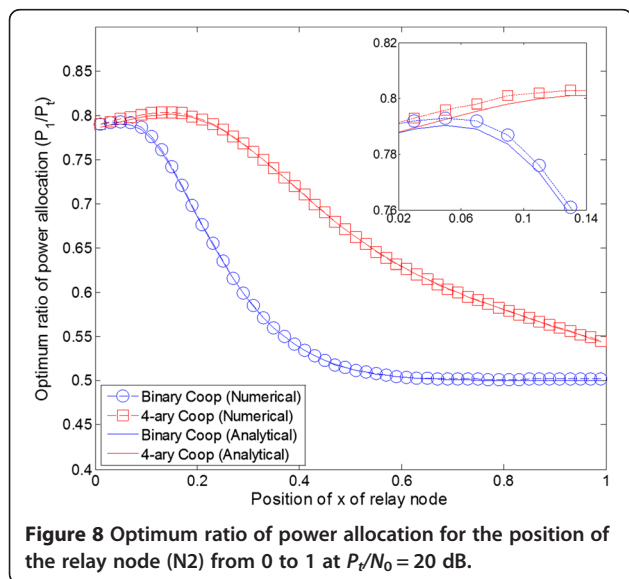 0.85
0.8
0.75
0.7
0.65
0.6
0.55
0.5
0.45
0.4
Optimum ratio of power allocation (P1/Pt)
0.82
0.8
0.78
0.76
0.02 0.06 0.1 0.14
Binary Coop (Numerical)
4-ary Coop (Numerical)
Binary Coop (Analytical)
4-ary Coop (Analytical)
0 0.2 0.4 0.6 0.8 1
Position of x of relay node
Figure 8 Optimum ratio of power allocation for the position of
the relay node (N2) from 0 to 1 at Pt/N0 = 20 dB.